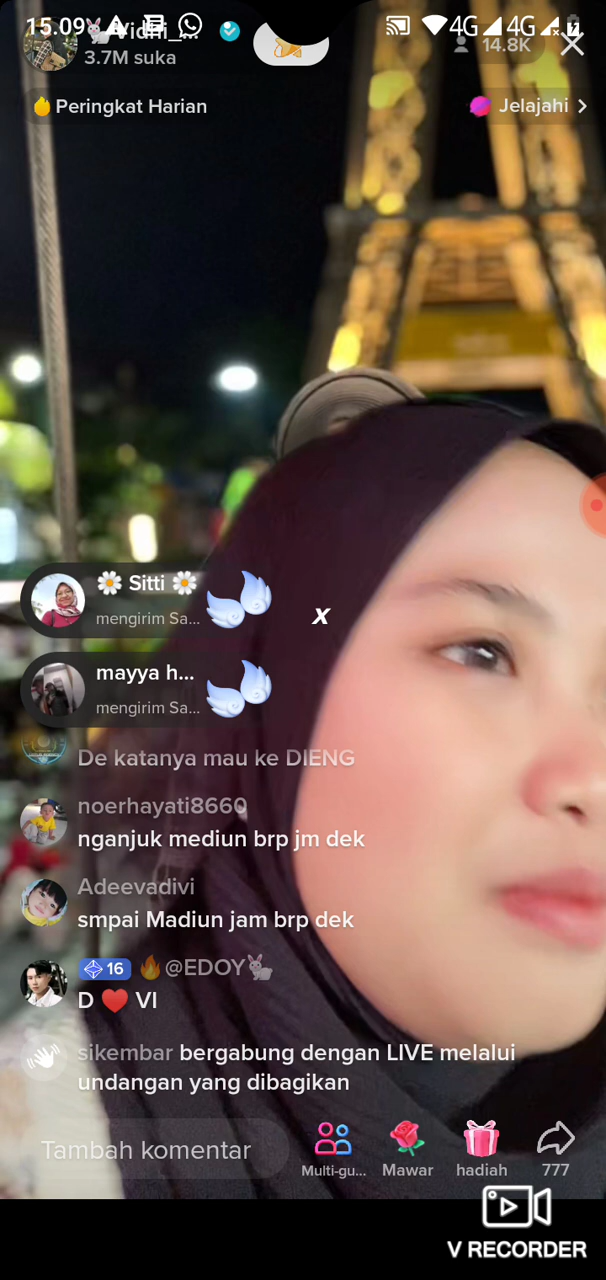 15.09
4G 4G
3.7M suka
14.8K
Peringkat Harian
Jelajahi
Sitti
mengirim Sa...
x
mayya h...
mengirim Sa...
De katanya mau ke DIENG
noerhayati8660
nganjuk mediun brp jm dek
Adeevadivi
smpai Madiun jam brp dek
16 🔥@EDOY🐇
D ♥️ VI
sikembar bergabung dengan LIVE melalui
undangan yang dibagikan
Tambah komentar
Multi-gu...
Mawar
hadiah
777
V RECORDER